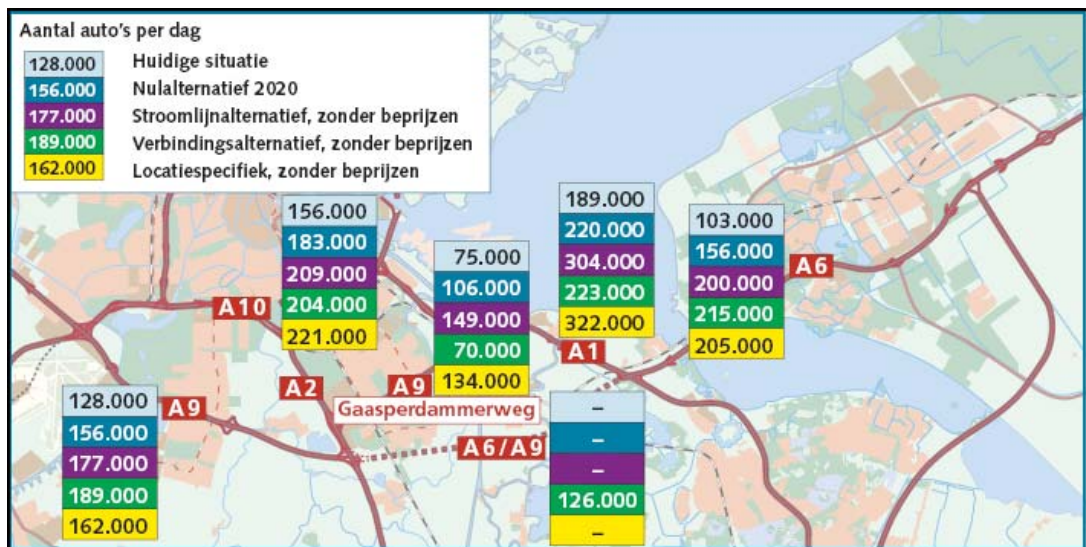 Aantal auto's per dag
128.000 Huidige situatie
156.000 Nulalternatief 2020
177.000 Stroomlijnalternatief, zonder beprijzen
189.000 Verbindingsalternatief, zonder beprijzen
162.000 Locatiespecifiek, zonder beprijzen
156.000
183.000
209.000
204.000
221.000
75.000
106.000
149.000
70.000
134.000
189.000
220.000
304.000
223.000
322.000
103.000
156.000
200.000
215.000
205.000
A6
A10
A1
A2
A9
Gaasperdammerweg
A9
128.000
156.000
177.000
189.000
162.000
A6/A9
–
–
–
126.000
–